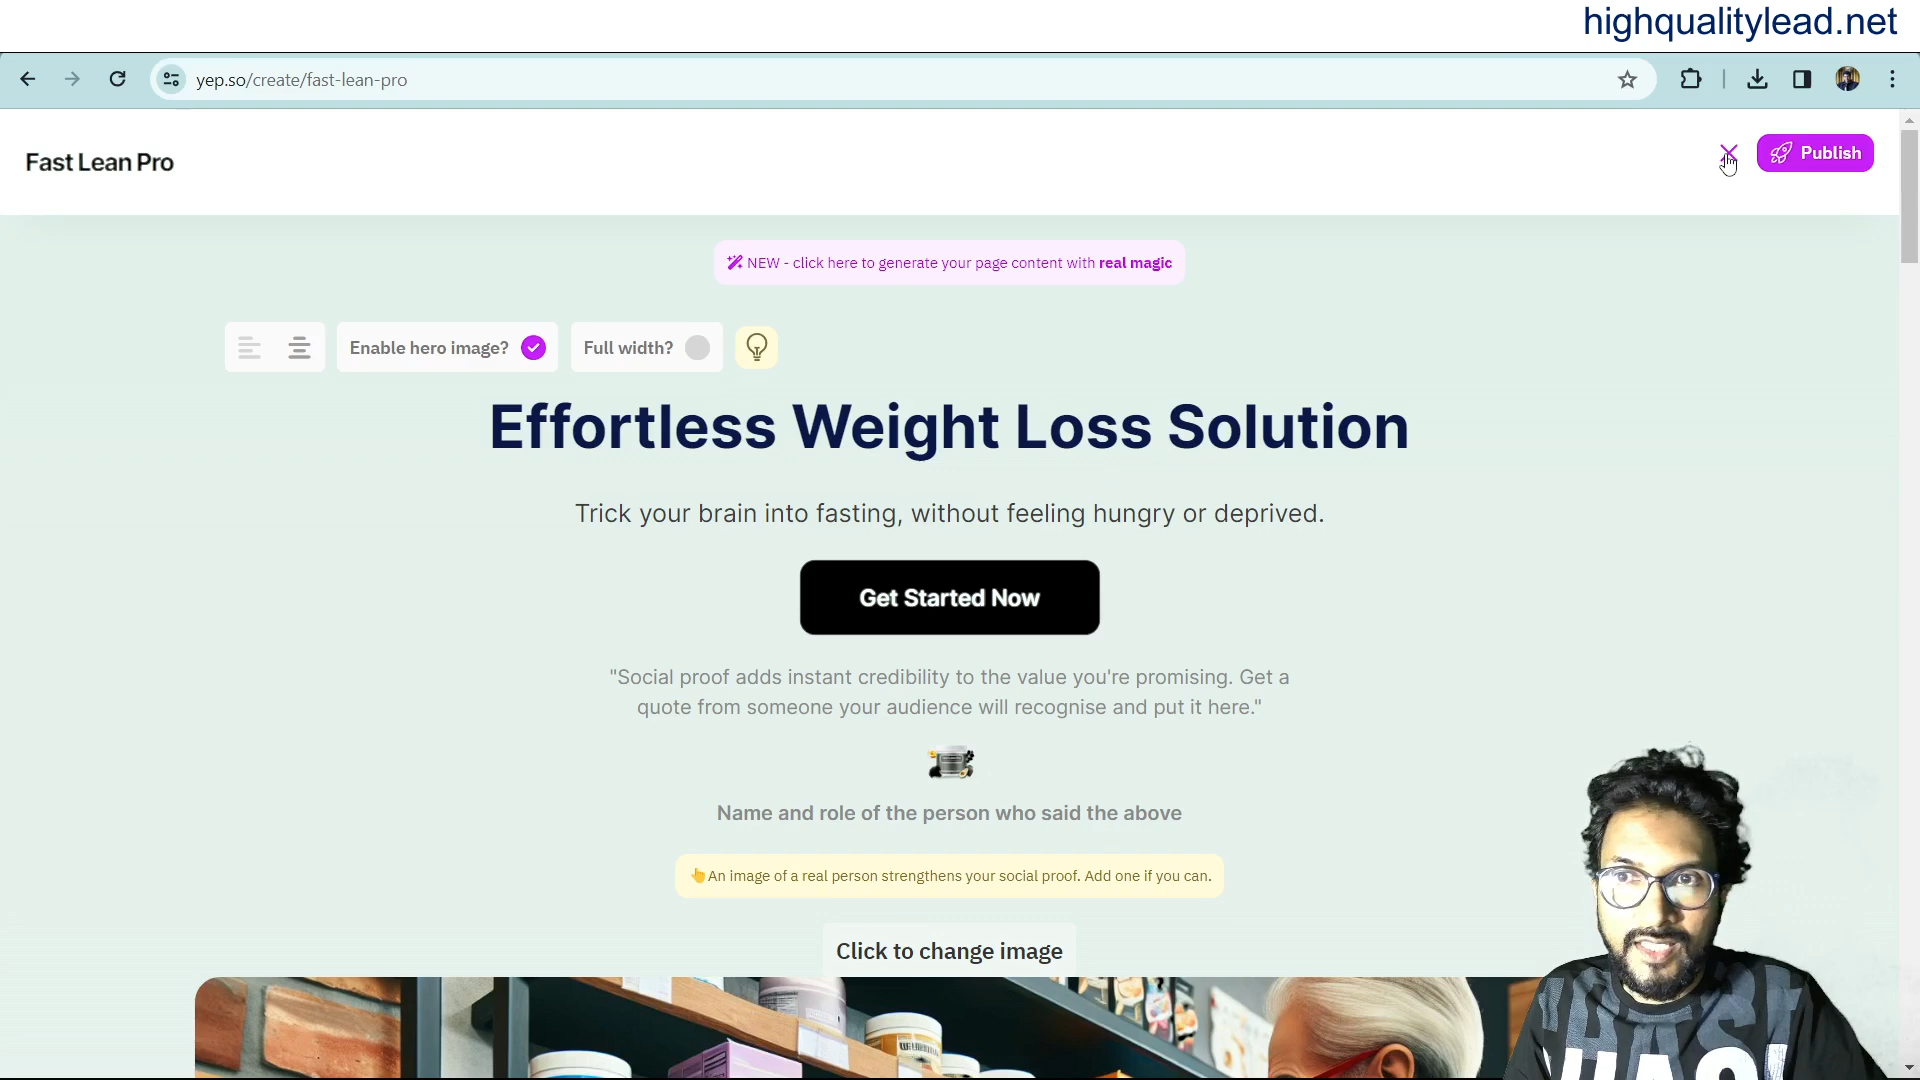 highqualitylead.net
yep.so/create/fast-lean-pro
Fast Lean Pro
Publish
NEW - click here to generate your page content with real magic
Enable hero image?
Full width?
Effortless Weight Loss Solution
Trick your brain into fasting, without feeling hungry or deprived.
Get Started Now
"Social proof adds instant credibility to the value you're promising. Get a
quote from someone your audience will recognise and put it here."
Name and role of the person who said the above
👆An image of a real person strengthens your social proof. Add one if you can.
Click to change image